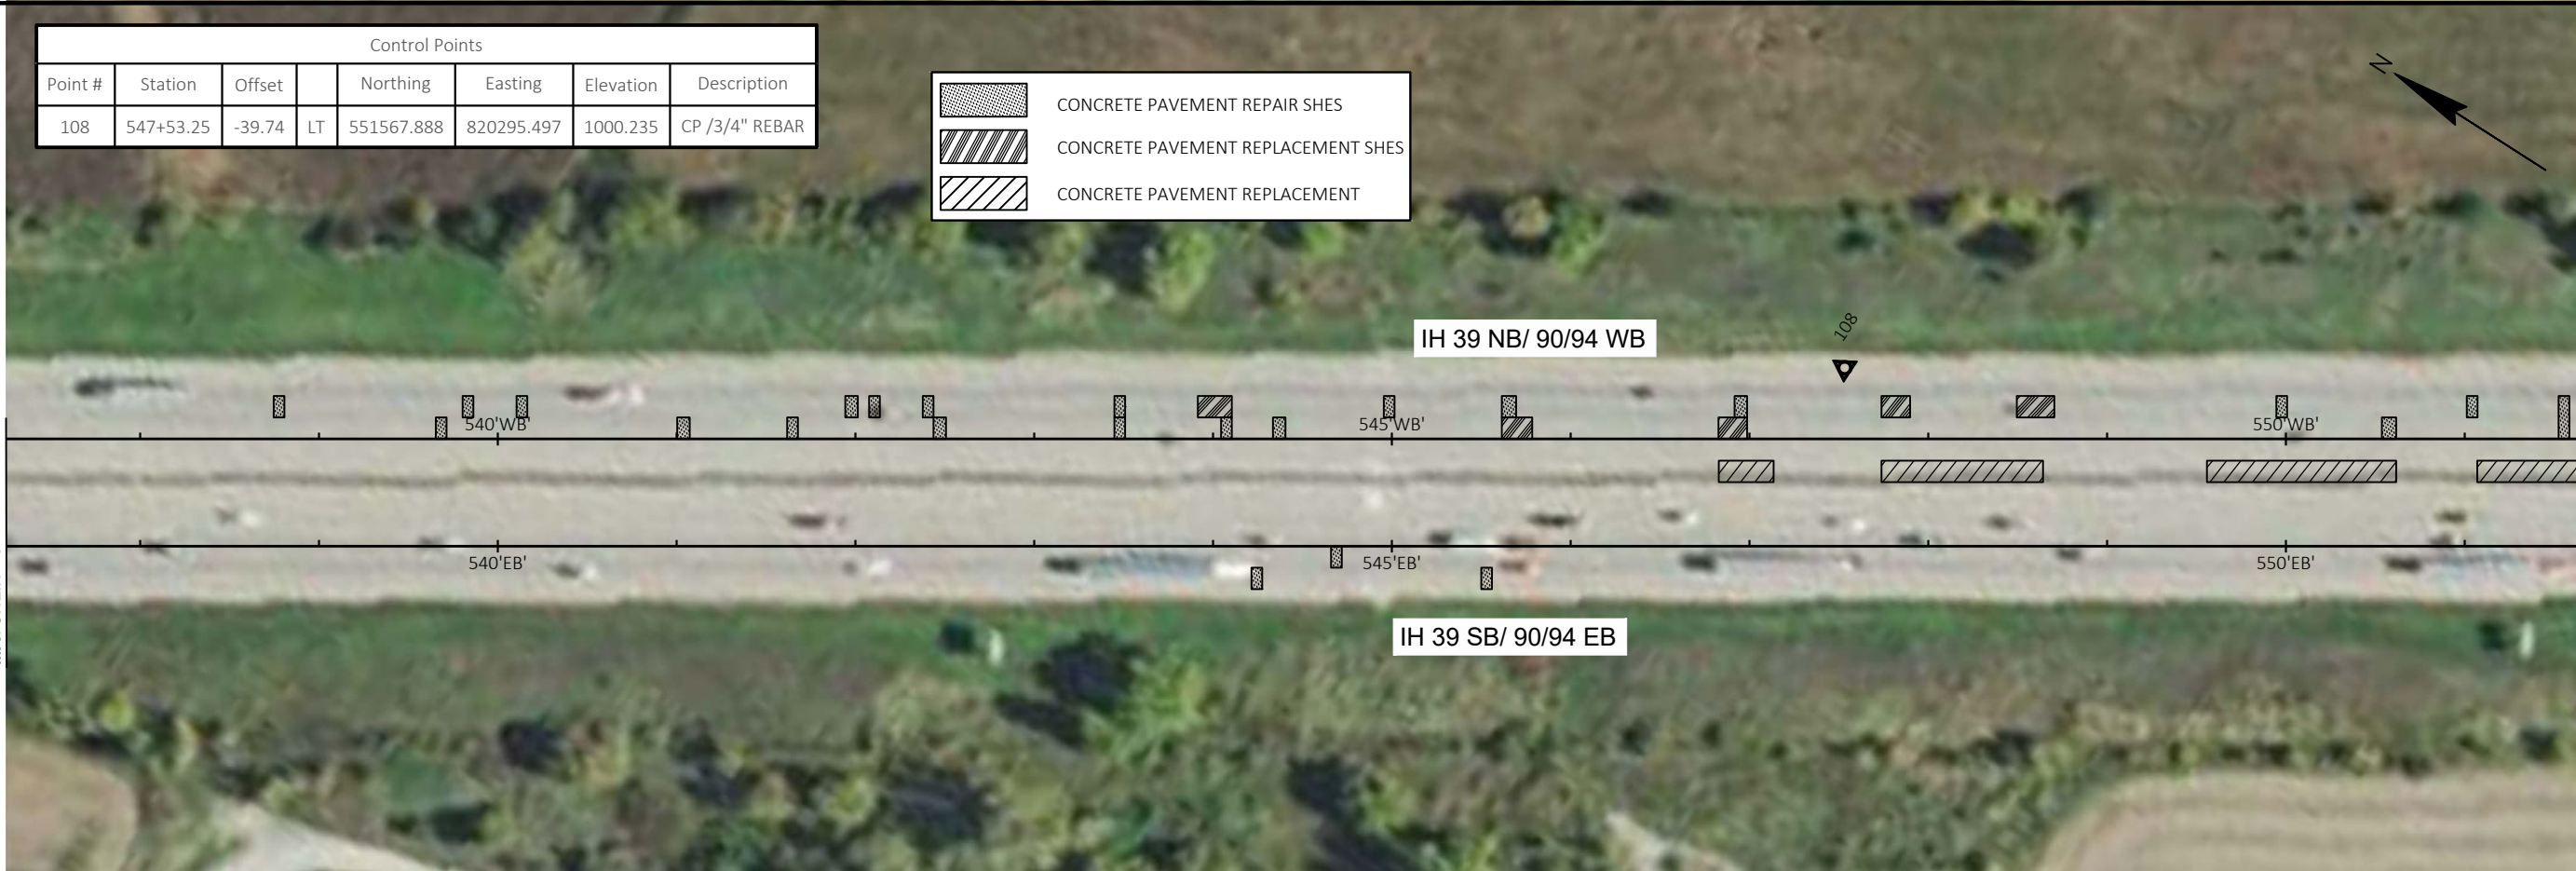 Control Points
Point # Station Offset Northing Easting Elevation Description
108 547+53.25 -39.74 LT 551567.888 820295.497 1000.235 CP /3/4" REBAR
CONCRETE PAVEMENT REPAIR SHES
CONCRETE PAVEMENT REPLACEMENT SHES
CONCRETE PAVEMENT REPLACEMENT
N
IH 39 NB/ 90/94 WB
108
540'WB' 545'WB' 550'WB'
540'EB' 545'EB' 550'EB'
IH 39 SB/ 90/94 EB